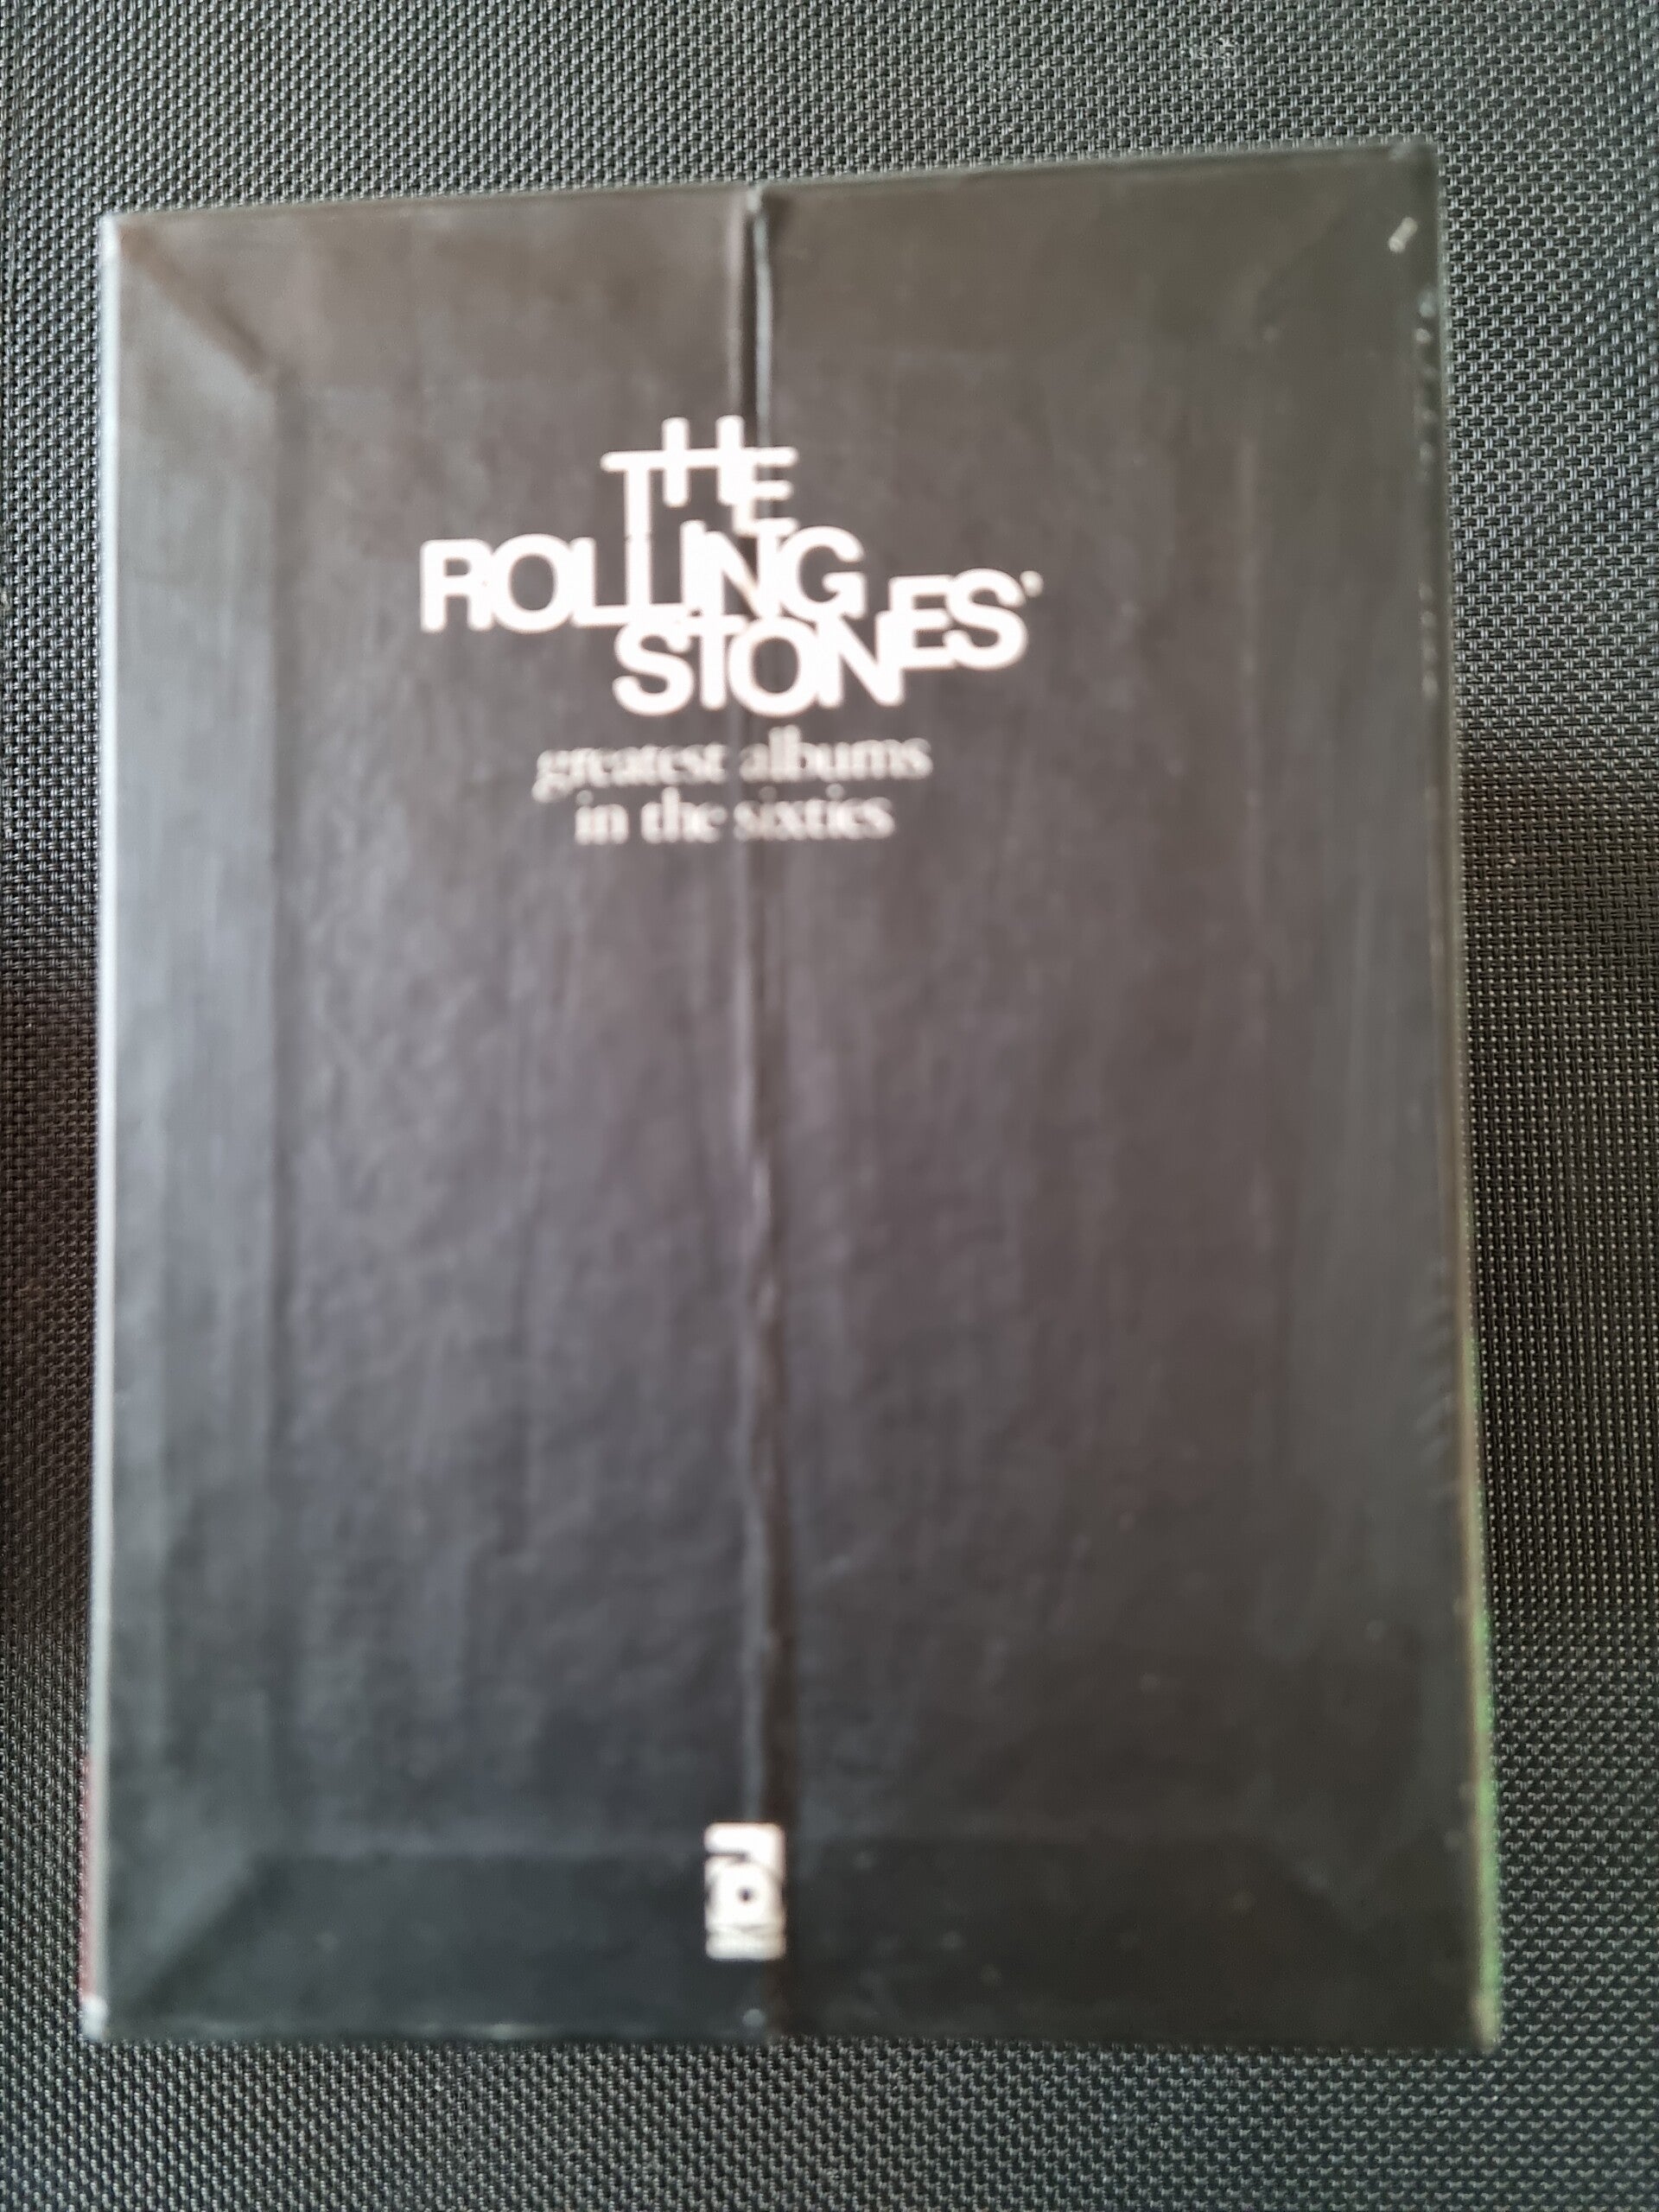 THE
ROLLING
STONES'
greatest albums
in the sixties